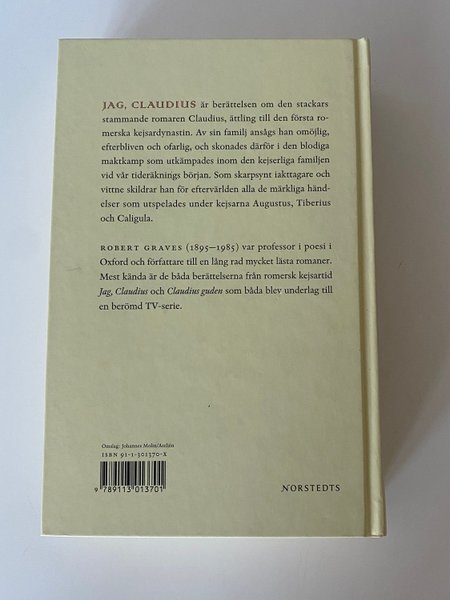 JAG, CLAUDIUS är berättelsen om den stackars
stammande romaren Claudius, ättling till den första ro-
merska kejsardynastin. Av sin familj ansågs han omöjlig,
efterbliven och ofarlig, och skonades därför i den blodiga
maktkamp som utkämpades inom den kejserliga familjen
vid vår tideräknings början. Som skarpsynt iakttagare och
vittne skildrar han för eftervärlden alla de märkliga händ-
elser som utspelades under kejsarna Augustus, Tiberius
och Caligula.
ROBERT GRAVES (1895–1985) var professor i poesi i
Oxford och författare till en lång rad mycket lästa romaner.
Mest kända är de båda berättelserna från romersk kejsartid
Jag, Claudius och Claudius guden som båda blev underlag till
en berömd TV-serie.
Omslag: Johannes Molin/Ateljén
ISBN 91-1-301370-X
9 789113 013701
NORSTEDTS